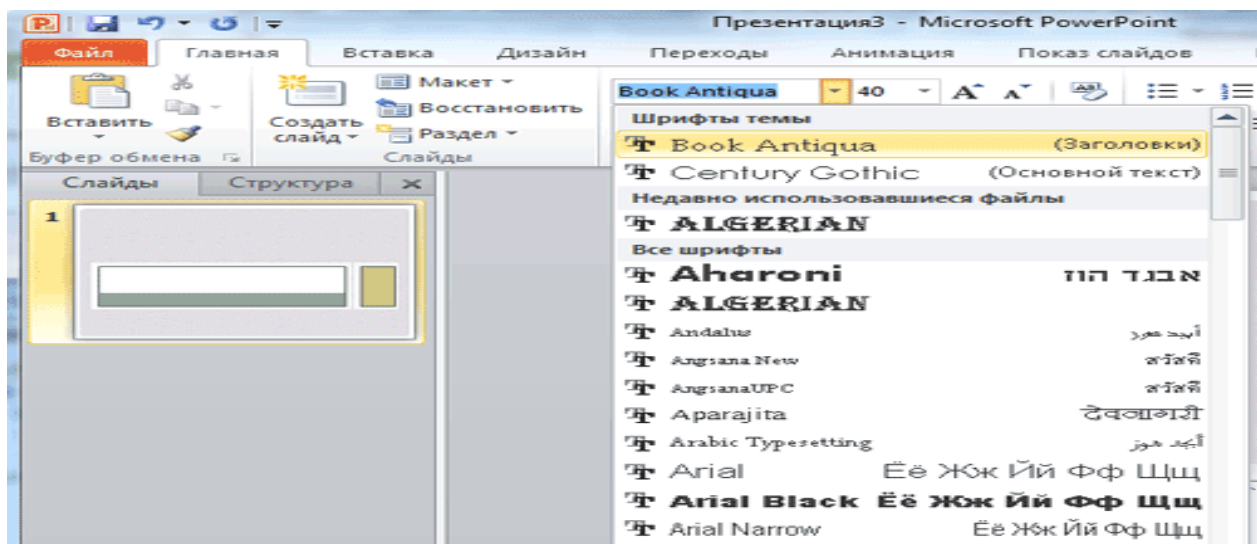 Презентация3 - Microsoft PowerPoint
Файл Главная Вставка Дизайн Переходы Анимация Показ слайдов
Вставить
Буфер обмена
Создать слайд
Макет
Восстановить
Раздел
Слайды
Book Antiqua 40
Слайды Структура
1
Шрифты темы
Book Antiqua (Заголовки)
Century Gothic (Основной текст)
Недавно использовавшиеся файлы
ALGERIAN
Все шрифты
Aharoni אבגד הוז
ALGERIAN
Andalus أبجد هوز
Angsana New สวัสดี
AngsanaUPC สวัสดี
Aparajita देवनागरी
Arabic Typesetting أبجد هوز
Arial Ёё Жж Йй Фф Щщ
Arial Black Ёё Жж Йй Фф Щщ
Arial Narrow Ёё Жж Йй Фф Щщ